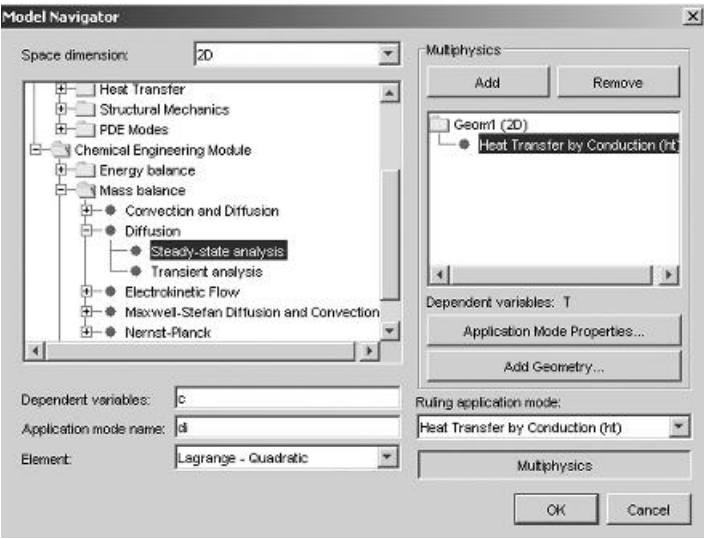 Model Navigator
Space dimension:
2D
Heat Transfer
Structural Mechanics
PDE Modes
Chemical Engineering Module
Energy balance
Mass balance
Convection and Diffusion
Diffusion
Steady-state analysis
Transient analysis
Electrokinetic Flow
Maxwell-Stefan Diffusion and Convection
Nernst-Planck
Dependent variables:
c
Application mode name:
di
Element:
Lagrange - Quadratic
Multiphysics
Add
Remove
Geom1 (2D)
Heat Transfer by Conduction (ht)
Dependent variables: T
Application Mode Properties...
Add Geometry...
Ruling application mode:
Heat Transfer by Conduction (ht)
Multiphysics
OK
Cancel